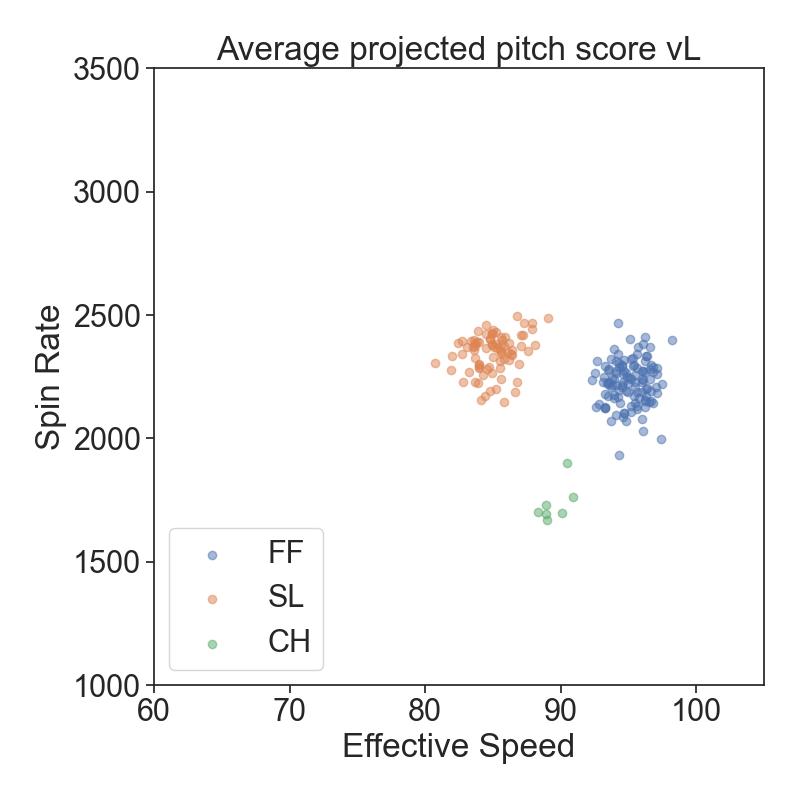 Average projected pitch score vL
3500
3000
2500
2000
1500
1000
Spin Rate
FF
SL
CH
60 70 80 90 100
Effective Speed